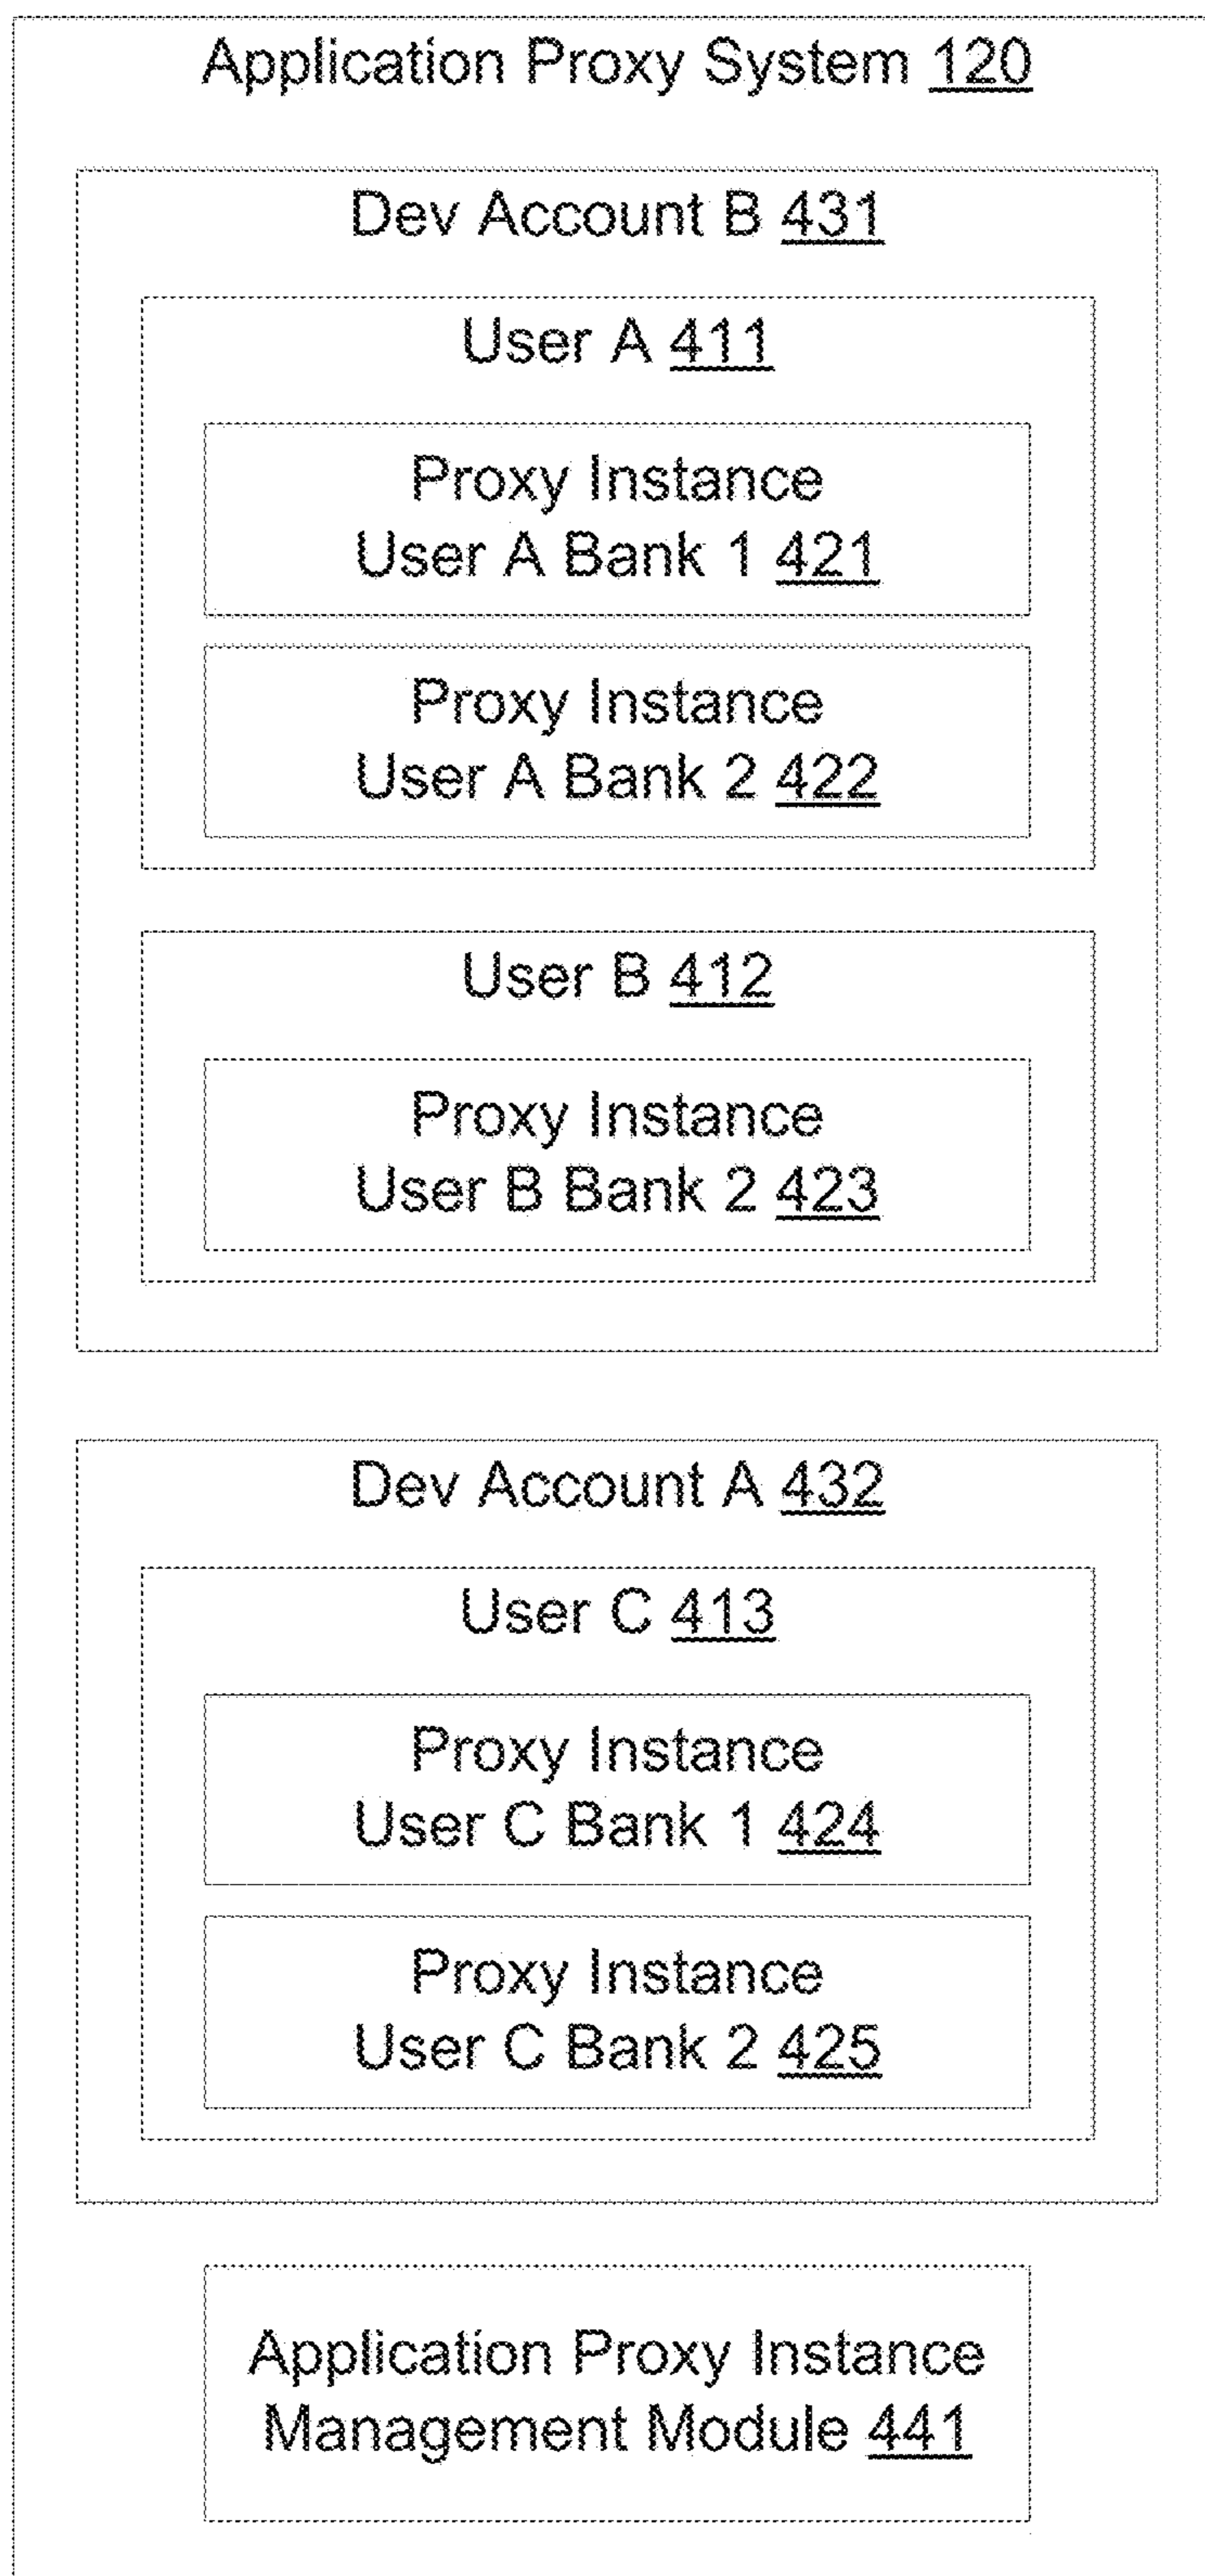 Application Proxy System 120
Dev Account B 431
User A 411
Proxy Instance
User A Bank 1 421
Proxy Instance
User A Bank 2 422
User B 412
Proxy Instance
User B Bank 2 423
Dev Account A 432
User C 413
Proxy Instance
User C Bank 1 424
Proxy Instance
User C Bank 2 425
Application Proxy Instance
Management Module 441